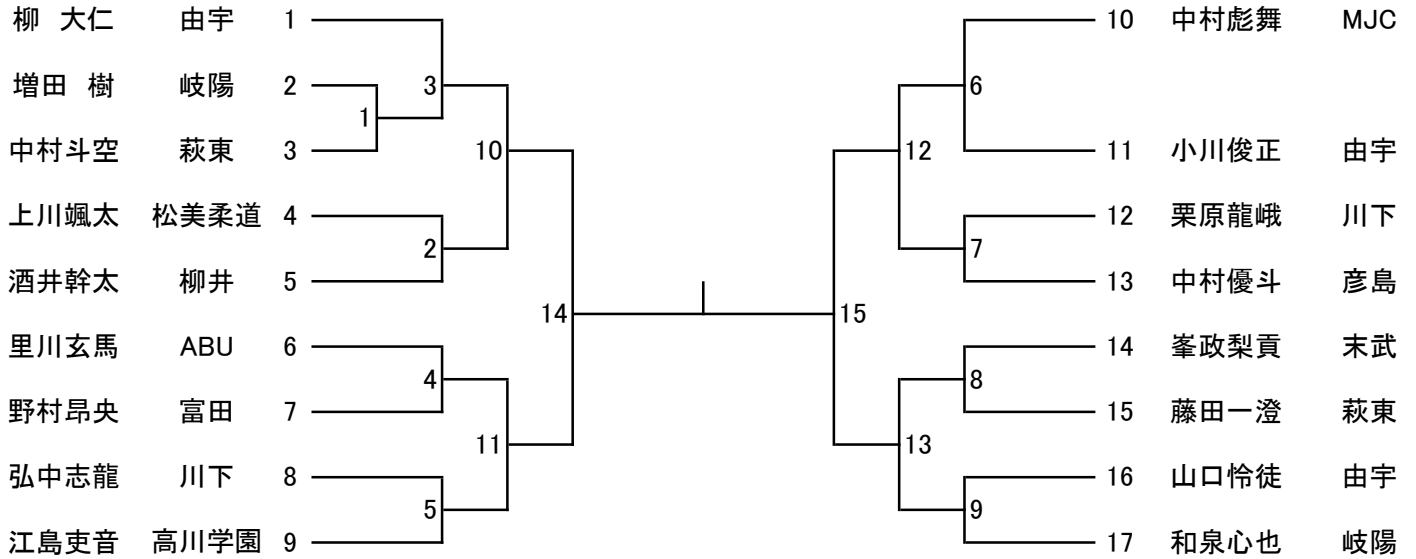 柳 大仁 由宇 1
増田 樹 岐陽 2
中村斗空 萩東 3
上川颯太 松美柔道 4
酒井幹太 柳井 5
里川玄馬 ABU 6
野村昂央 富田 7
弘中志龍 川下 8
江島吏音 高川学園 9
1
3
2
10
4
5
11
14
15
12
6
7
13
8
9
10 中村彪舞 MJC
11 小川俊正 由宇
12 栗原龍峨 川下
13 中村優斗 彦島
14 峯政梨貢 末武
15 藤田一澄 萩東
16 山口怜徒 由宇
17 和泉心也 岐陽